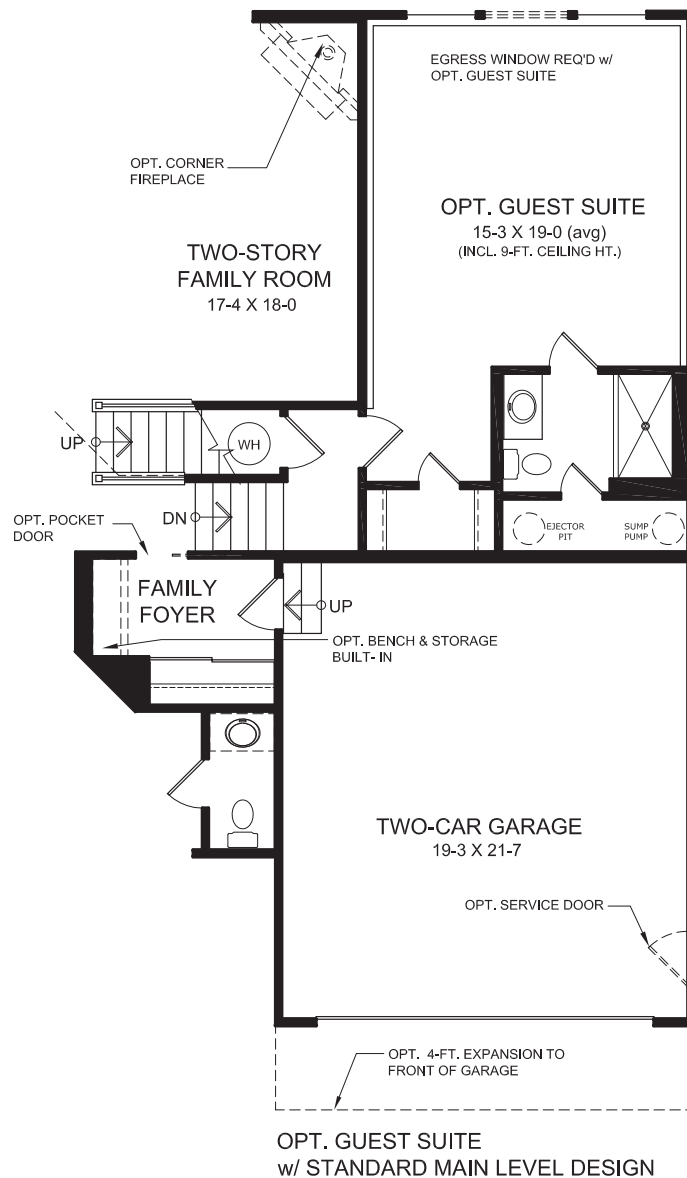 EGRESS WINDOW REQ'D w/
OPT. GUEST SUITE
OPT. CORNER
FIREPLACE
OPT. GUEST SUITE
15-3 X 19-0 (avg)
(INCL. 9-FT. CEILING HT.)
TWO-STORY
FAMILY ROOM
17-4 X 18-0
UP
WH
DN
OPT. POCKET
DOOR
EJECTOR
PIT
SUMP
PUMP
FAMILY
FOYER
UP
OPT. BENCH & STORAGE
BUILT- IN
TWO-CAR GARAGE
19-3 X 21-7
OPT. SERVICE DOOR
OPT. 4-FT. EXPANSION TO
FRONT OF GARAGE
OPT. GUEST SUITE
w/ STANDARD MAIN LEVEL DESIGN